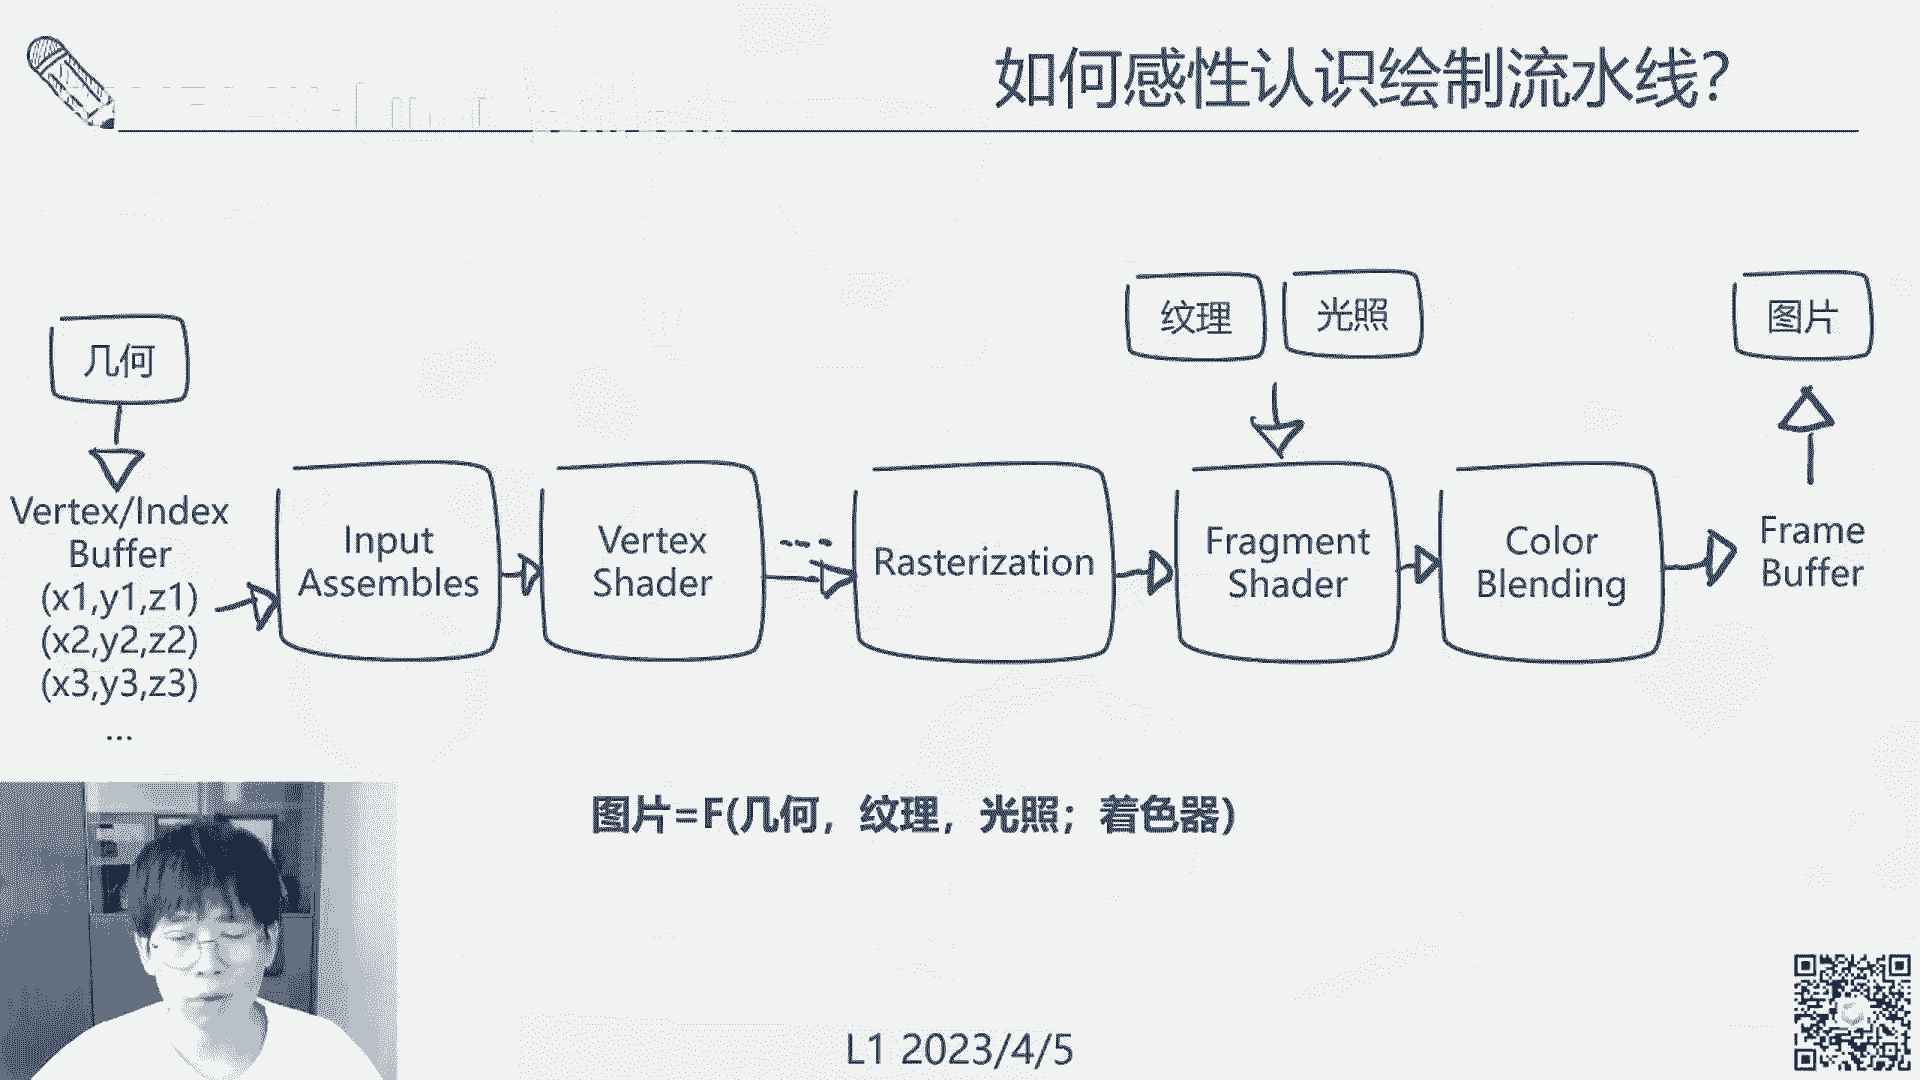 如何感性认识绘制流水线？
几何
纹理
光照
图片
Vertex/Index
Buffer
(x1,y1,z1)
(x2,y2,z2)
(x3,y3,z3)
...
Input
Assembles
Vertex
Shader
Rasterization
Fragment
Shader
Color
Blending
Frame
Buffer
图片=F(几何，纹理，光照；着色器)
L1 2023/4/5